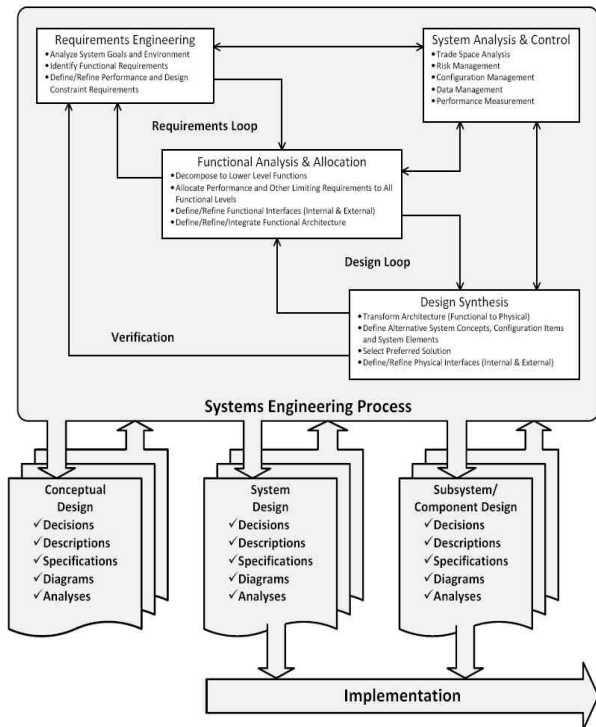 Requirements Engineering
•Analyze System Goals and Environment
•Identify Functional Requirements
•Define/Refine Performance and Design
Constraint Requirements
System Analysis & Control
•Trade Space Analysis
•Risk Management
•Configuration Management
•Data Management
•Performance Measurement
Requirements Loop
Functional Analysis & Allocation
•Decompose to Lower Level Functions
•Allocate Performance and Other Limiting Requirements to All
Functional Levels
•Define/Refine Functional Interfaces (Internal & External)
•Define/Refine/Integrate Functional Architecture
Design Loop
Design Synthesis
•Transform Architecture (Functional to Physical)
•Define Alternative System Concepts, Configuration Items
and System Elements
•Select Preferred Solution
•Define/Refine Physical Interfaces (Internal & External)
Verification
Systems Engineering Process
Conceptual
Design
✓Decisions
✓Descriptions
✓Specifications
✓Diagrams
✓Analyses
System
Design
✓Decisions
✓Descriptions
✓Specifications
✓Diagrams
✓Analyses
Subsystem/
Component Design
✓Decisions
✓Descriptions
✓Specifications
✓Diagrams
✓Analyses
Implementation